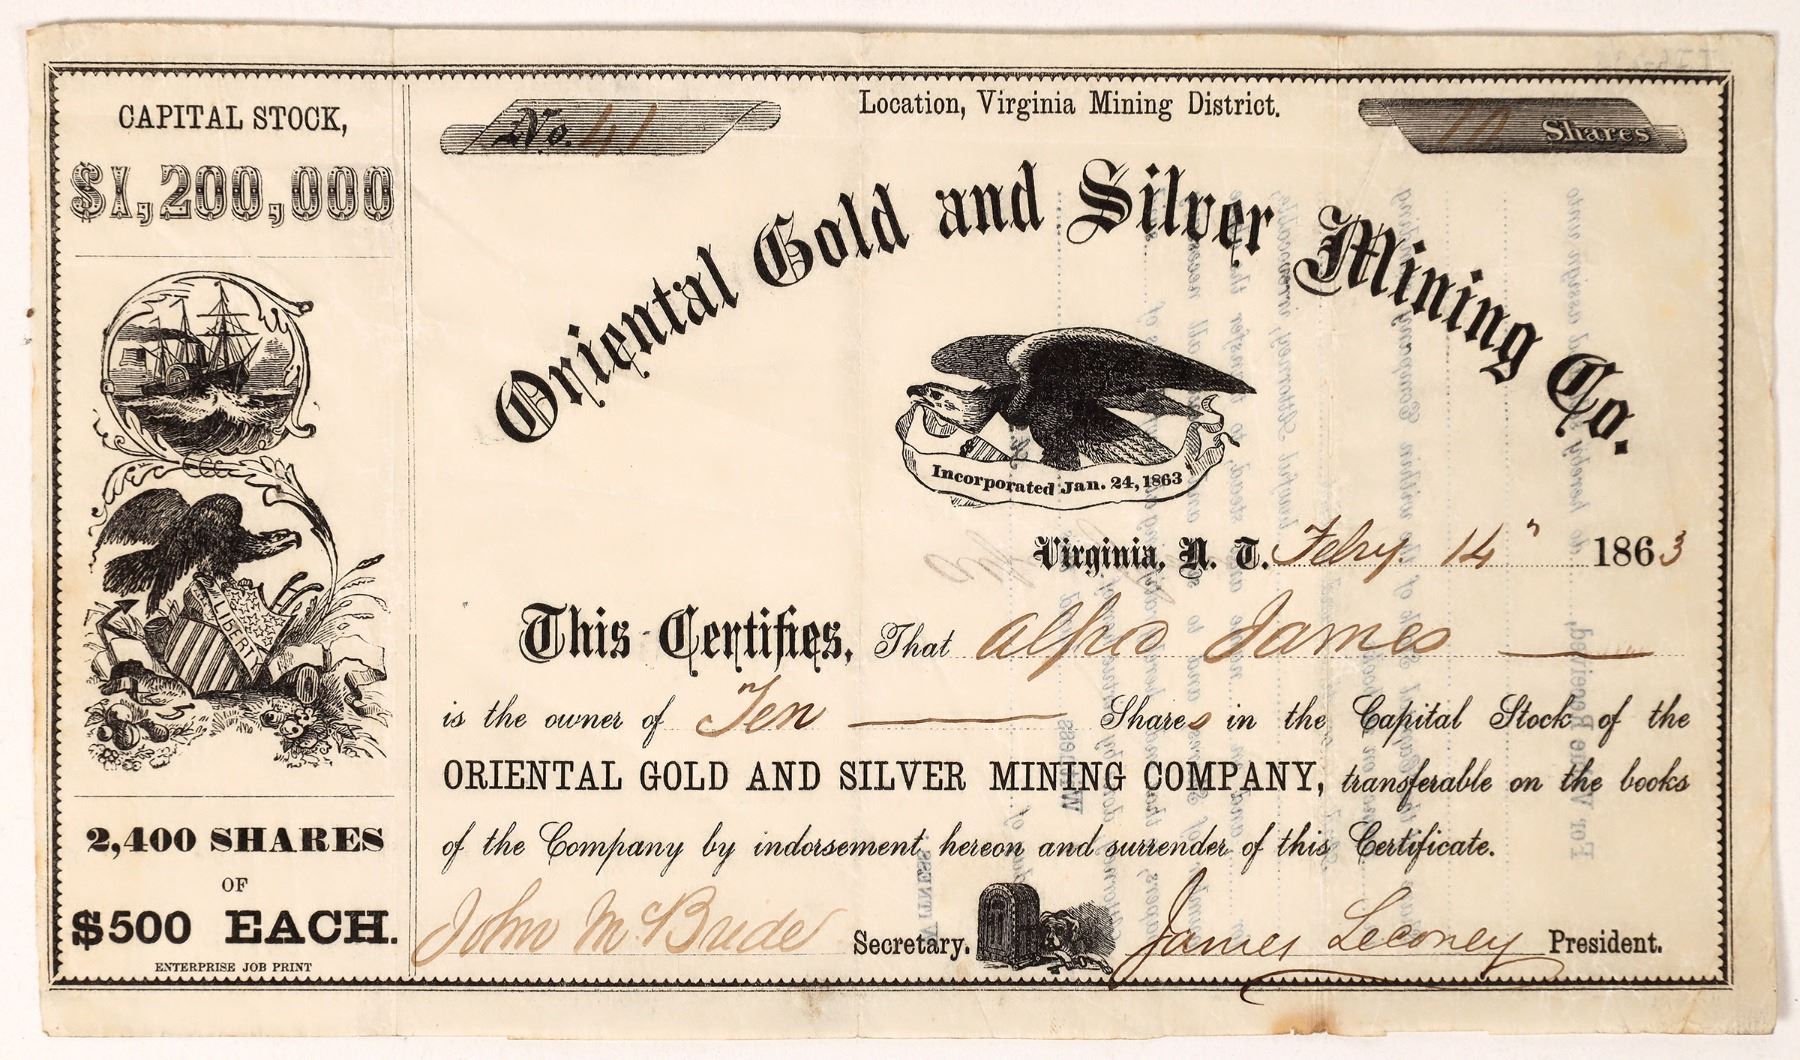 CAPITAL STOCK,
$1,200,000
LIBERTY
2,400 SHARES
OF
$500 EACH.
ENTERPRISE JOB PRINT
No. 41
Location, Virginia Mining District.
10 Shares
Oriental Gold and Silver Mining Co.
Incorporated Jan. 24, 1863
Virginia, N. T. Feby 14" 1863
This Certifies, That Alfred James
is the owner of Ten Shares in the Capital Stock of the
ORIENTAL GOLD AND SILVER MINING COMPANY, transferable on the books
of the Company by indorsement hereon and surrender of this Certificate.
John McBride Secretary. James Leconey President.